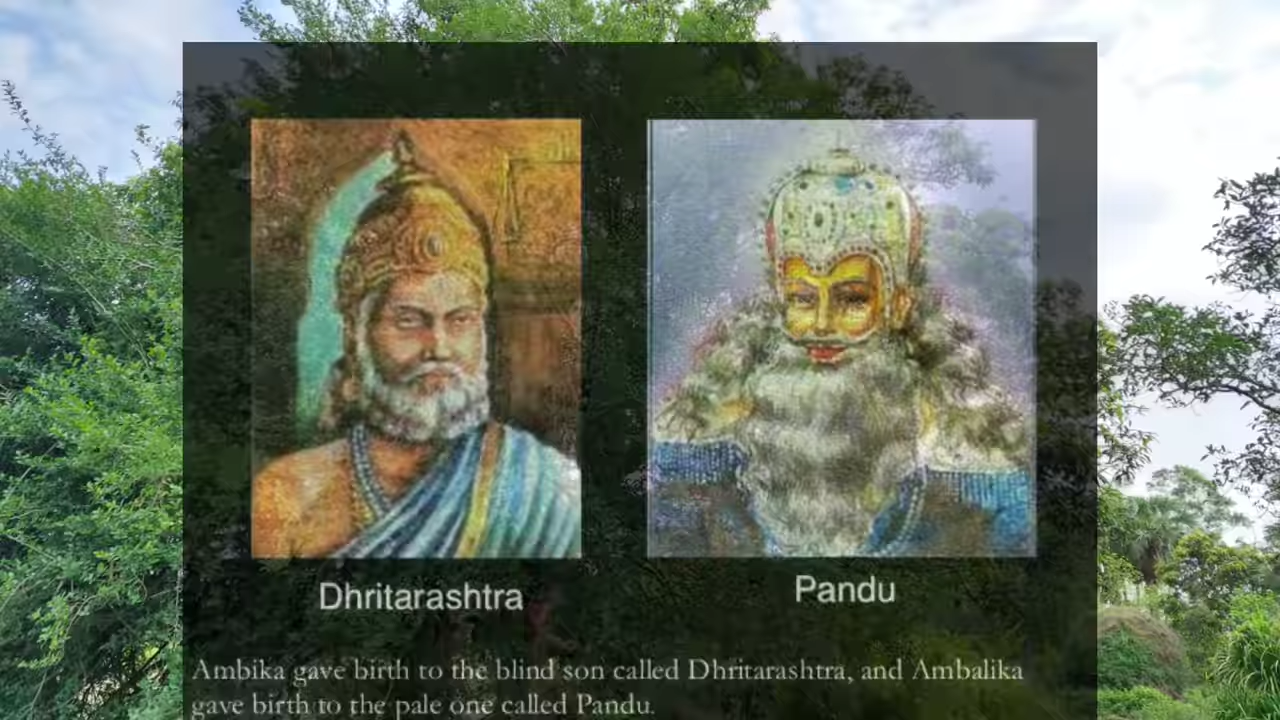 Dhritarashtra
Pandu
Ambika gave birth to the blind son called Dhritarashtra, and Ambalika
gave birth to the pale one called Pandu.